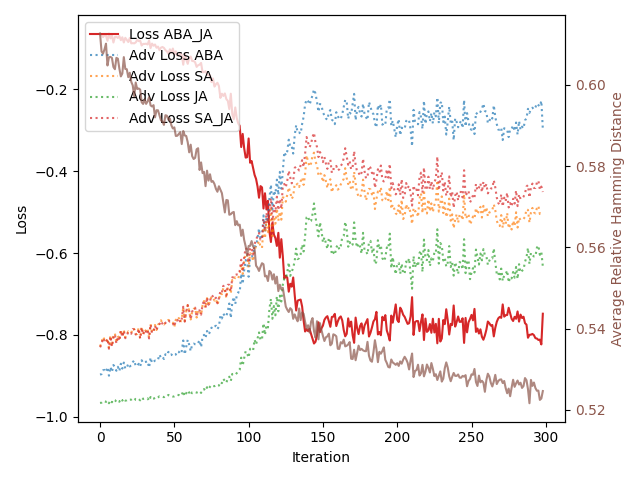 Loss ABA_JA
Adv Loss ABA
Adv Loss SA
Adv Loss JA
Adv Loss SA_JA
−0.2
−0.4
−0.6
−0.8
−1.0
Loss
0
50
100
150
200
250
300
Iteration
0.60
0.58
0.56
0.54
0.52
Average Relative Hamming Distance